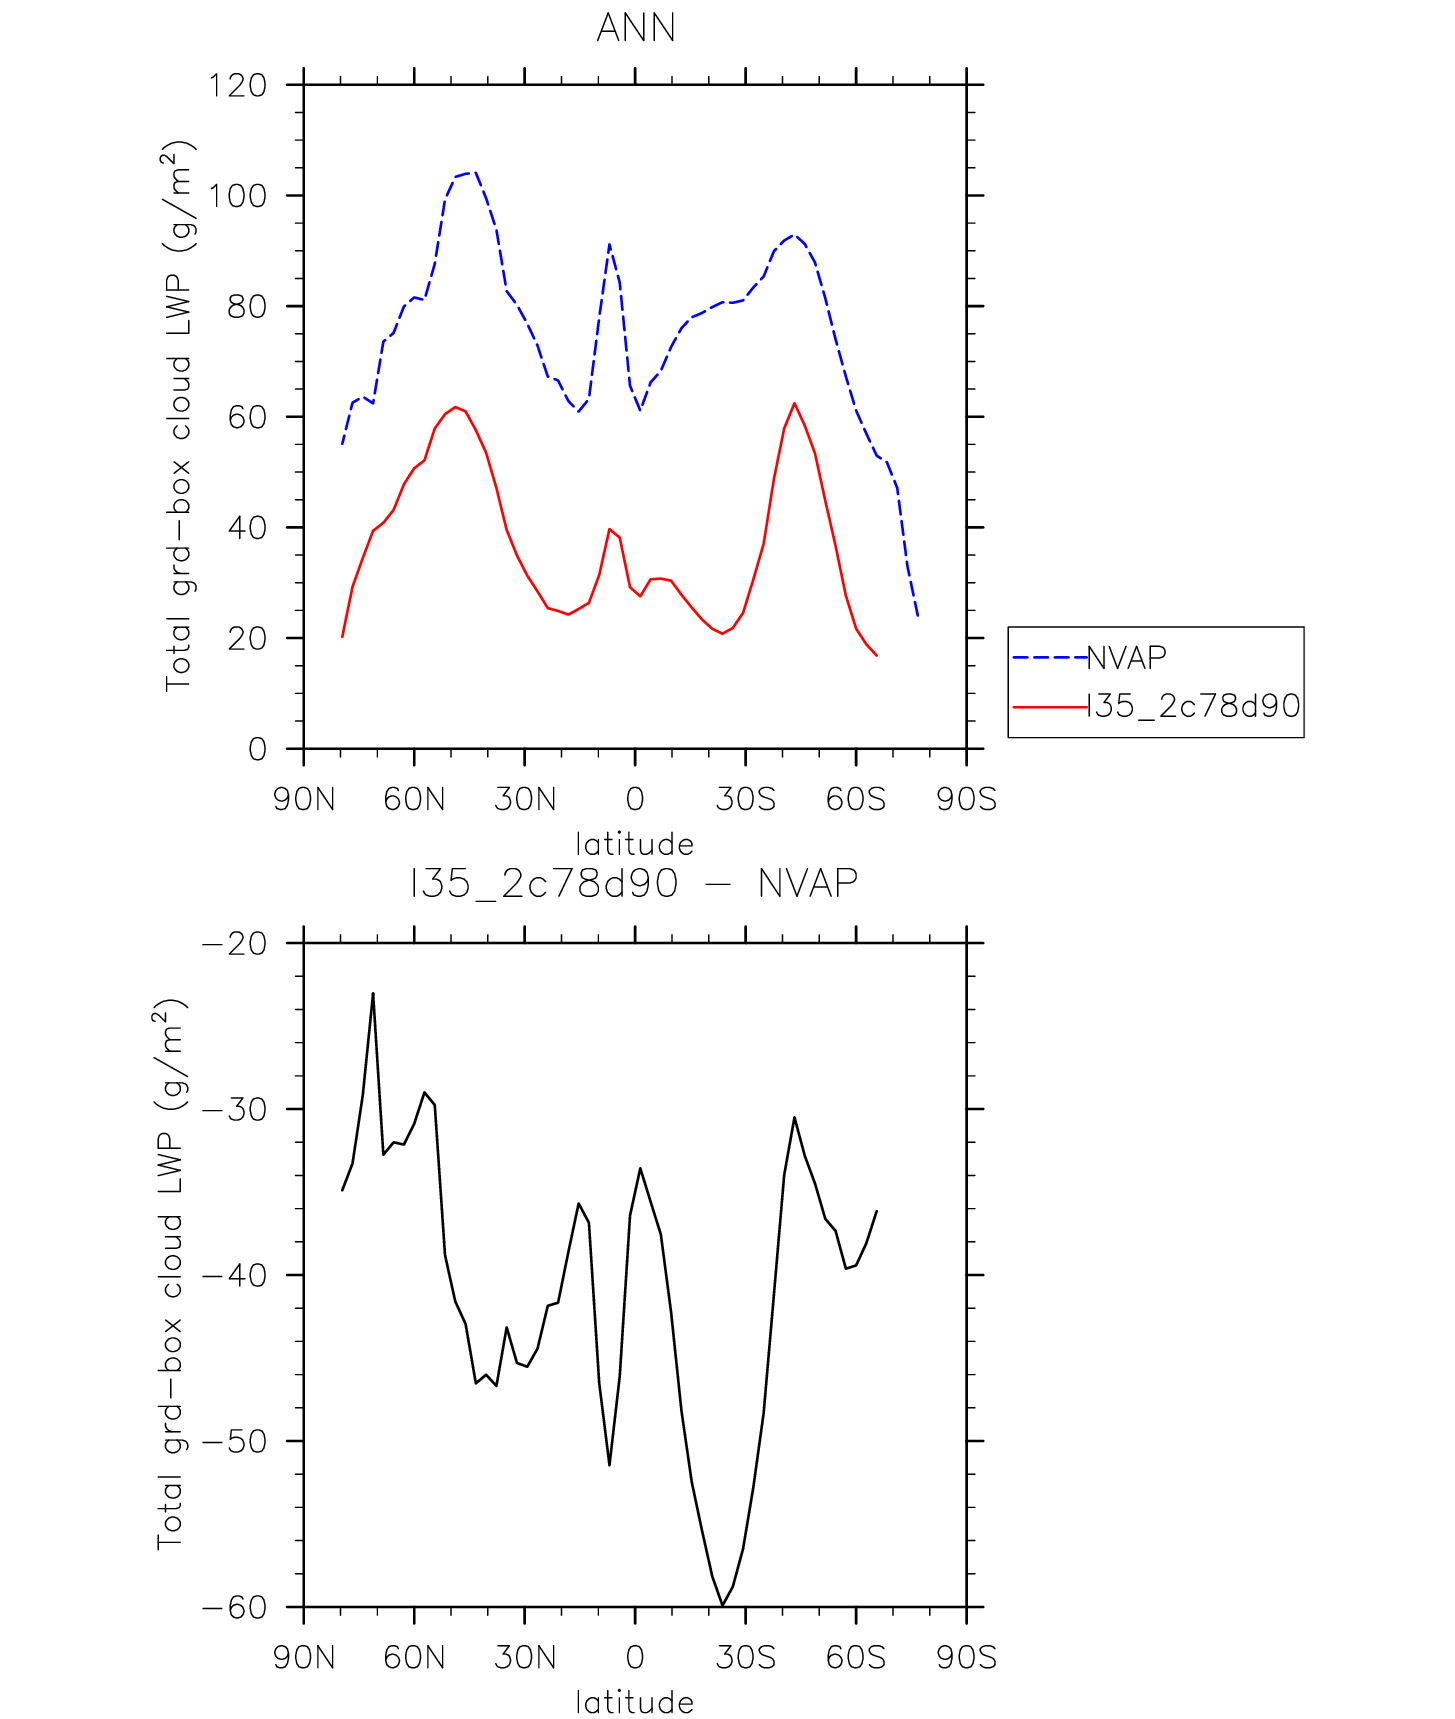 ANN
Total grd-box cloud LWP (g/m²)
120
100
80
60
40
20
0
90N 60N 30N 0 30S 60S 90S
latitude
NVAP
I35_2c78d90
I35_2c78d90 - NVAP
Total grd-box cloud LWP (g/m²)
-20
-30
-40
-50
-60
90N 60N 30N 0 30S 60S 90S
latitude